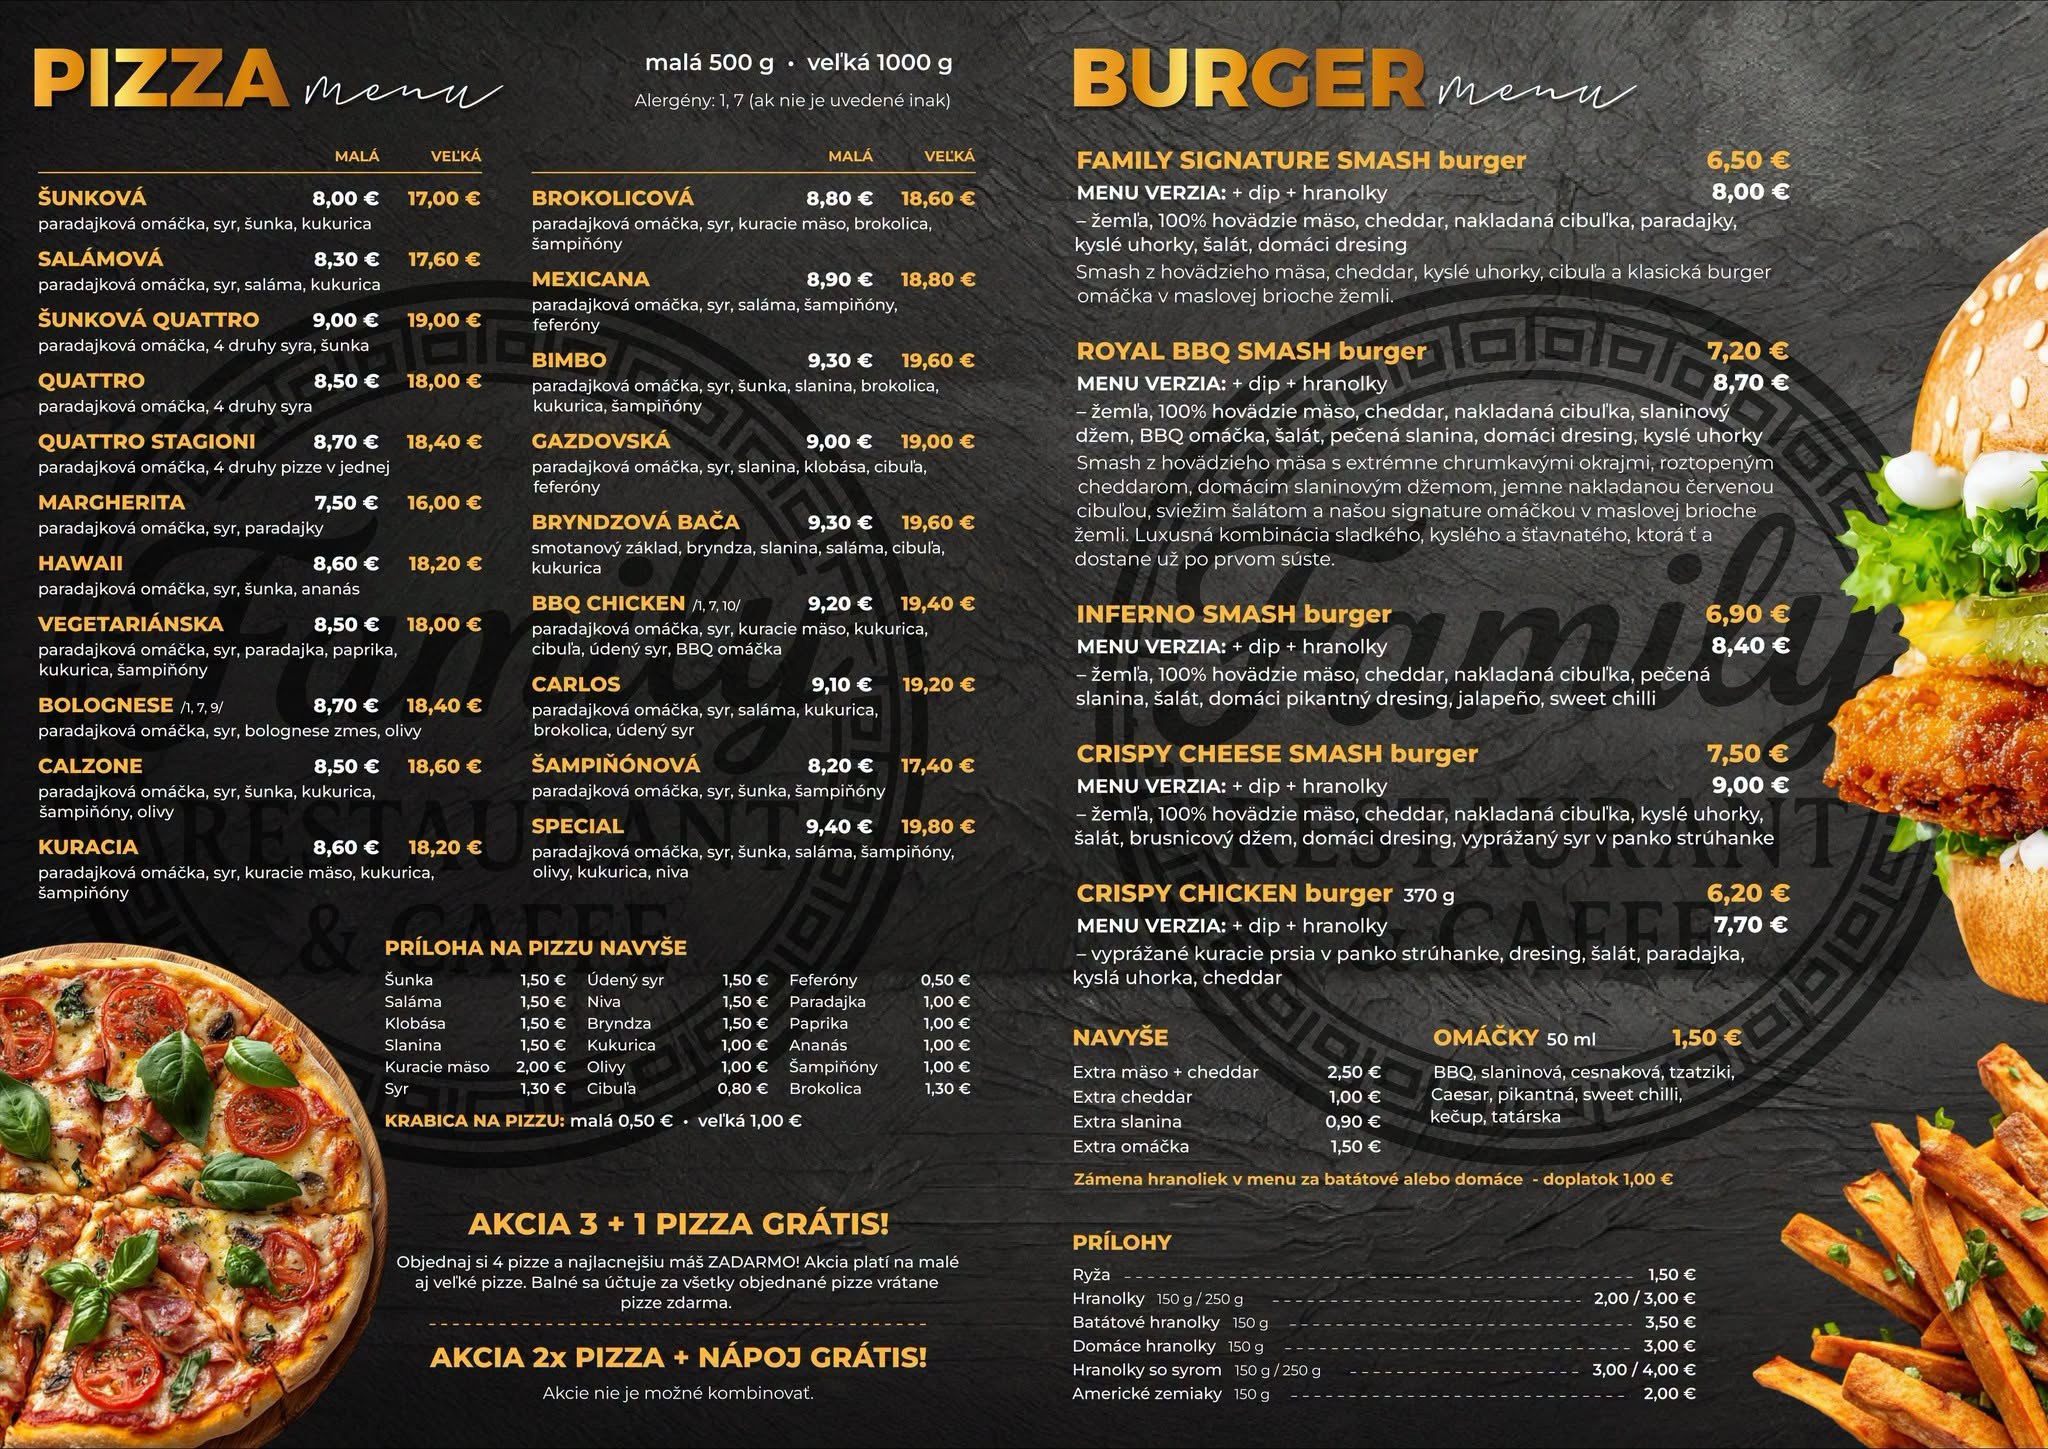 PIZZA menu
malá 500 g • veľká 1000 g
Alergény: 1, 7 (ak nie je uvedené inak)
MALÁ VEĽKÁ
ŠUNKOVÁ 8,00 € 17,00 €
paradajková omáčka, syr, šunka, kukurica
SALÁMOVÁ 8,30 € 17,60 €
paradajková omáčka, syr, saláma, kukurica
ŠUNKOVÁ QUATTRO 9,00 € 19,00 €
paradajková omáčka, 4 druhy syra, šunka
QUATTRO 8,50 € 18,00 €
paradajková omáčka, 4 druhy syra
QUATTRO STAGIONI 8,70 € 18,40 €
paradajková omáčka, 4 druhy pizze v jednej
MARGHERITA 7,50 € 16,00 €
paradajková omáčka, syr, paradajky
HAWAII 8,60 € 18,20 €
paradajková omáčka, syr, šunka, ananás
VEGETARIÁNSKA 8,50 € 18,00 €
paradajková omáčka, syr, paradajka, paprika,
kukurica, šampiňóny
BOLOGNESE /1, 7, 9/ 8,70 € 18,40 €
paradajková omáčka, syr, bolognese zmes, olivy
CALZONE 8,50 € 18,60 €
paradajková omáčka, syr, šunka, kukurica,
šampiňóny, olivy
KURACIA 8,60 € 18,20 €
paradajková omáčka, syr, kuracie mäso, kukurica,
šampiňóny
MALÁ VEĽKÁ
BROKOLICOVÁ 8,80 € 18,60 €
paradajková omáčka, syr, kuracie mäso, brokolica,
šampiňóny
MEXICANA 8,90 € 18,80 €
paradajková omáčka, syr, saláma, šampiňóny,
feferóny
BIMBO 9,30 € 19,60 €
paradajková omáčka, syr, šunka, slanina, brokolica,
kukurica, šampiňóny
GAZDOVSKÁ 9,00 € 19,00 €
paradajková omáčka, syr, slanina, klobása, cibuľa,
feferóny
BRYNDZOVÁ BAČA 9,30 € 19,60 €
smotanový základ, bryndza, slanina, saláma, cibuľa,
kukurica
BBQ CHICKEN /1, 7, 10/ 9,20 € 19,40 €
paradajková omáčka, syr, kuracie mäso, kukurica,
cibuľa, údený syr, BBQ omáčka
CARLOS 9,10 € 19,20 €
paradajková omáčka, syr, saláma, kukurica,
brokolica, údený syr
ŠAMPIŇÓNOVÁ 8,20 € 17,40 €
paradajková omáčka, syr, šunka, šampiňóny
SPECIAL 9,40 € 19,80 €
paradajková omáčka, syr, šunka, saláma, šampiňóny,
olivy, kukurica, niva
Family
RESTAURANT
& CAFFE
PRÍLOHA NA PIZZU NAVYŠE
Šunka 1,50 € Údený syr 1,50 € Feferóny 0,50 €
Saláma 1,50 € Niva 1,50 € Paradajka 1,00 €
Klobása 1,50 € Bryndza 1,50 € Paprika 1,00 €
Slanina 1,50 € Kukurica 1,00 € Ananás 1,00 €
Kuracie mäso 2,00 € Olivy 1,00 € Šampiňóny 1,00 €
Syr 1,30 € Cibuľa 0,80 € Brokolica 1,30 €
KRABICA NA PIZZU: malá 0,50 € • veľká 1,00 €
AKCIA 3 + 1 PIZZA GRÁTIS!
Objednaj si 4 pizze a najlacnejšiu máš ZADARMO! Akcia platí na malé
aj veľké pizze. Balné sa účtuje za všetky objednané pizze vrátane
pizze zdarma.
AKCIA 2x PIZZA + NÁPOJ GRÁTIS!
Akcie nie je možné kombinovať.
BURGER menu
FAMILY SIGNATURE SMASH burger 6,50 €
MENU VERZIA: + dip + hranolky 8,00 €
– žemľa, 100% hovädzie mäso, cheddar, nakladaná cibuľka, paradajky,
kyslé uhorky, šalát, domáci dresing
Smash z hovädzieho mäsa, cheddar, kyslé uhorky, cibuľa a klasická burger
omáčka v maslovej brioche žemli.
ROYAL BBQ SMASH burger 7,20 €
MENU VERZIA: + dip + hranolky 8,70 €
– žemľa, 100% hovädzie mäso, cheddar, nakladaná cibuľka, slaninový
džem, BBQ omáčka, šalát, pečená slanina, domáci dresing, kyslé uhorky
Smash z hovädzieho mäsa s extrémne chrumkavými okrajmi, roztopeným
cheddarom, domácim slaninovým džemom, jemne nakladanou červenou
cibuľou, sviežim šalátom a našou signature omáčkou v maslovej brioche
žemli. Luxusná kombinácia sladkého, kyslého a šťavnatého, ktorá ť a
dostane už po prvom súste.
INFERNO SMASH burger 6,90 €
MENU VERZIA: + dip + hranolky 8,40 €
– žemľa, 100% hovädzie mäso, cheddar, nakladaná cibuľka, pečená
slanina, šalát, domáci pikantný dresing, jalapeño, sweet chilli
CRISPY CHEESE SMASH burger 7,50 €
MENU VERZIA: + dip + hranolky 9,00 €
– žemľa, 100% hovädzie mäso, cheddar, nakladaná cibuľka, kyslé uhorky,
šalát, brusnicový džem, domáci dresing, vyprážaný syr v panko strúhanke
CRISPY CHICKEN burger 370 g 6,20 €
MENU VERZIA: + dip + hranolky 7,70 €
– vyprážané kuracie prsia v panko strúhanke, dresing, šalát, paradajka,
kyslá uhorka, cheddar
Family
RESTAURANT
& CAFFE
NAVYŠE
Extra mäso + cheddar 2,50 €
Extra cheddar 1,00 €
Extra slanina 0,90 €
Extra omáčka 1,50 €
OMÁČKY 50 ml 1,50 €
BBQ, slaninová, cesnaková, tzatziki,
Caesar, pikantná, sweet chilli,
kečup, tatárska
Zámena hranoliek v menu za batátové alebo domáce - doplatok 1,00 €
PRÍLOHY
Ryža 1,50 €
Hranolky 150 g / 250 g 2,00 / 3,00 €
Batátové hranolky 150 g 3,50 €
Domáce hranolky 150 g 3,00 €
Hranolky so syrom 150 g / 250 g 3,00 / 4,00 €
Americké zemiaky 150 g 2,00 €